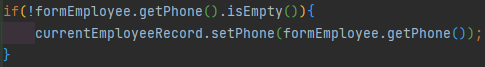 if(!formEmployee.getPhone().isEmpty()){
    currentEmployeeRecord.setPhone(formEmployee.getPhone());
}